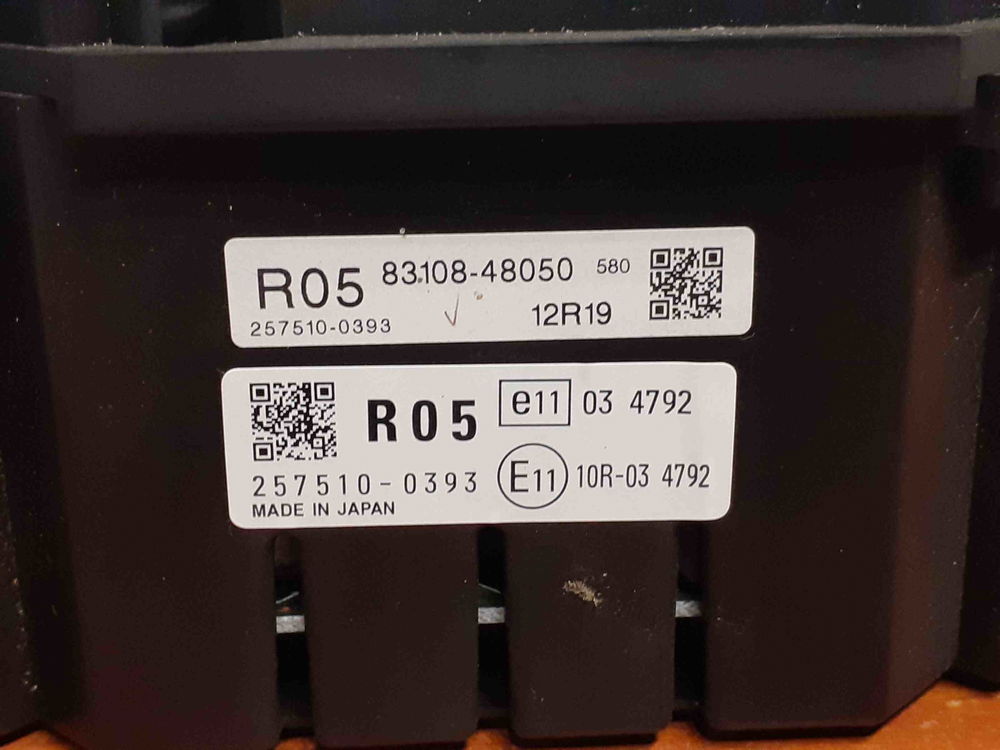 R05 83108-48050 580
257510-0393 12R19
R05 e11 03 4792
257510-0393 E11 10R-03 4792
MADE IN JAPAN